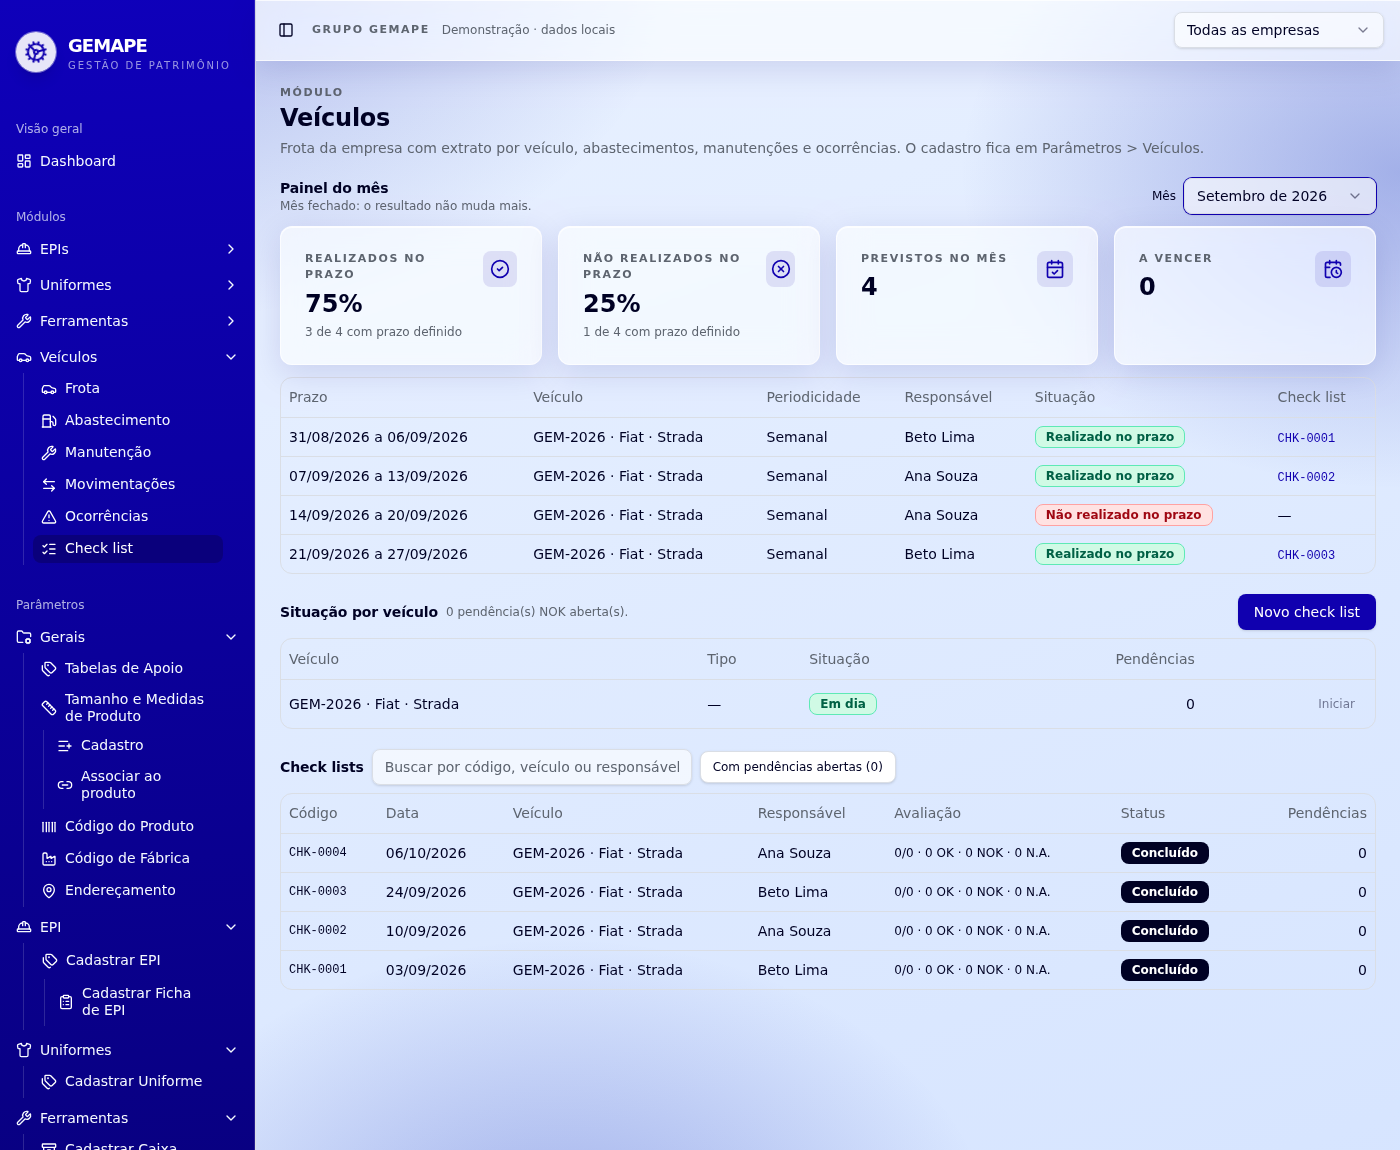 GEMAPE
GESTÃO DE PATRIMÔNIO
Visão geral
Dashboard
Módulos
EPIs
Uniformes
Ferramentas
Veículos
Frota
Abastecimento
Manutenção
Movimentações
Ocorrências
Check list
Parâmetros
Gerais
Tabelas de Apoio
Tamanho e Medidas
de Produto
Cadastro
Associar ao
produto
Código do Produto
Código de Fábrica
Endereçamento
EPI
Cadastrar EPI
Cadastrar Ficha
de EPI
Uniformes
Cadastrar Uniforme
Ferramentas
Cadastrar Caixa
GRUPO GEMAPE Demonstração · dados locais Todas as empresas
MÓDULO
Veículos
Frota da empresa com extrato por veículo, abastecimentos, manutenções e ocorrências. O cadastro fica em Parâmetros > Veículos.
Painel do mês
Mês fechado: o resultado não muda mais.
Mês Setembro de 2026
REALIZADOS NO
PRAZO
75%
3 de 4 com prazo definido
NÃO REALIZADOS NO
PRAZO
25%
1 de 4 com prazo definido
PREVISTOS NO MÊS
4
A VENCER
0
Prazo Veículo Periodicidade Responsável Situação Check list
31/08/2026 a 06/09/2026 GEM-2026 · Fiat · Strada Semanal Beto Lima Realizado no prazo CHK-0001
07/09/2026 a 13/09/2026 GEM-2026 · Fiat · Strada Semanal Ana Souza Realizado no prazo CHK-0002
14/09/2026 a 20/09/2026 GEM-2026 · Fiat · Strada Semanal Ana Souza Não realizado no prazo —
21/09/2026 a 27/09/2026 GEM-2026 · Fiat · Strada Semanal Beto Lima Realizado no prazo CHK-0003
Situação por veículo 0 pendência(s) NOK aberta(s). Novo check list
Veículo Tipo Situação Pendências
GEM-2026 · Fiat · Strada — Em dia 0 Iniciar
Check lists Buscar por código, veículo ou responsável Com pendências abertas (0)
Código Data Veículo Responsável Avaliação Status Pendências
CHK-0004 06/10/2026 GEM-2026 · Fiat · Strada Ana Souza 0/0 · 0 OK · 0 NOK · 0 N.A. Concluído 0
CHK-0003 24/09/2026 GEM-2026 · Fiat · Strada Beto Lima 0/0 · 0 OK · 0 NOK · 0 N.A. Concluído 0
CHK-0002 10/09/2026 GEM-2026 · Fiat · Strada Ana Souza 0/0 · 0 OK · 0 NOK · 0 N.A. Concluído 0
CHK-0001 03/09/2026 GEM-2026 · Fiat · Strada Beto Lima 0/0 · 0 OK · 0 NOK · 0 N.A. Concluído 0